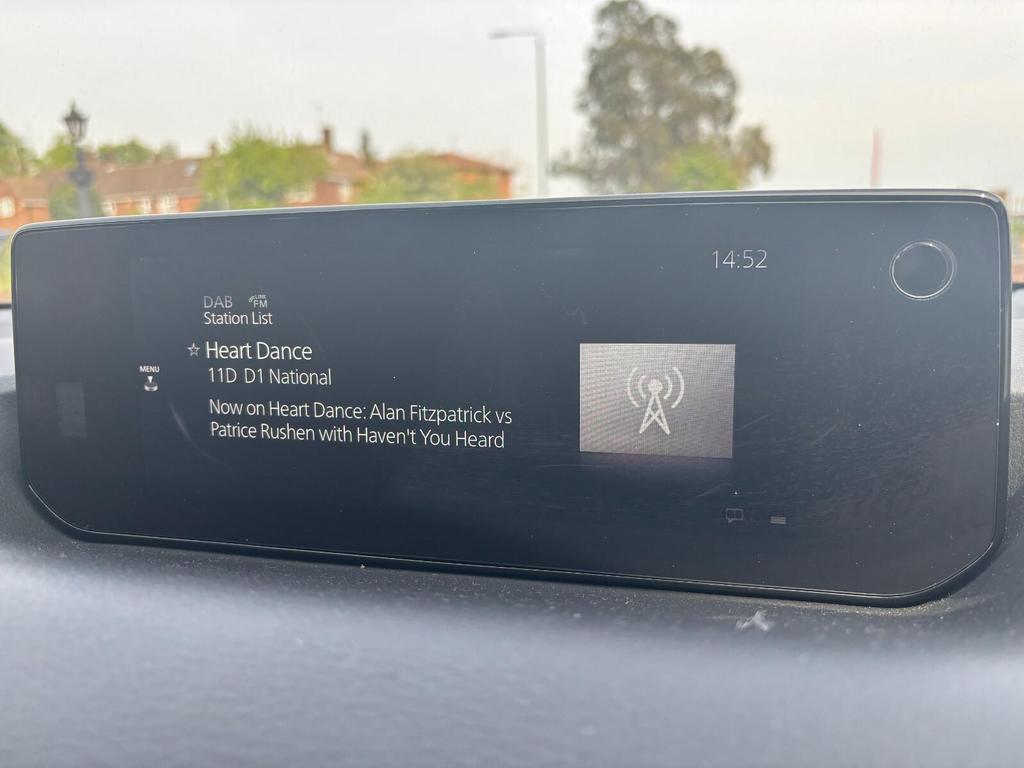 14:52
DAB LINK FM
Station List
Heart Dance
MENU
11D D1 National
Now on Heart Dance: Alan Fitzpatrick vs
Patrice Rushen with Haven't You Heard